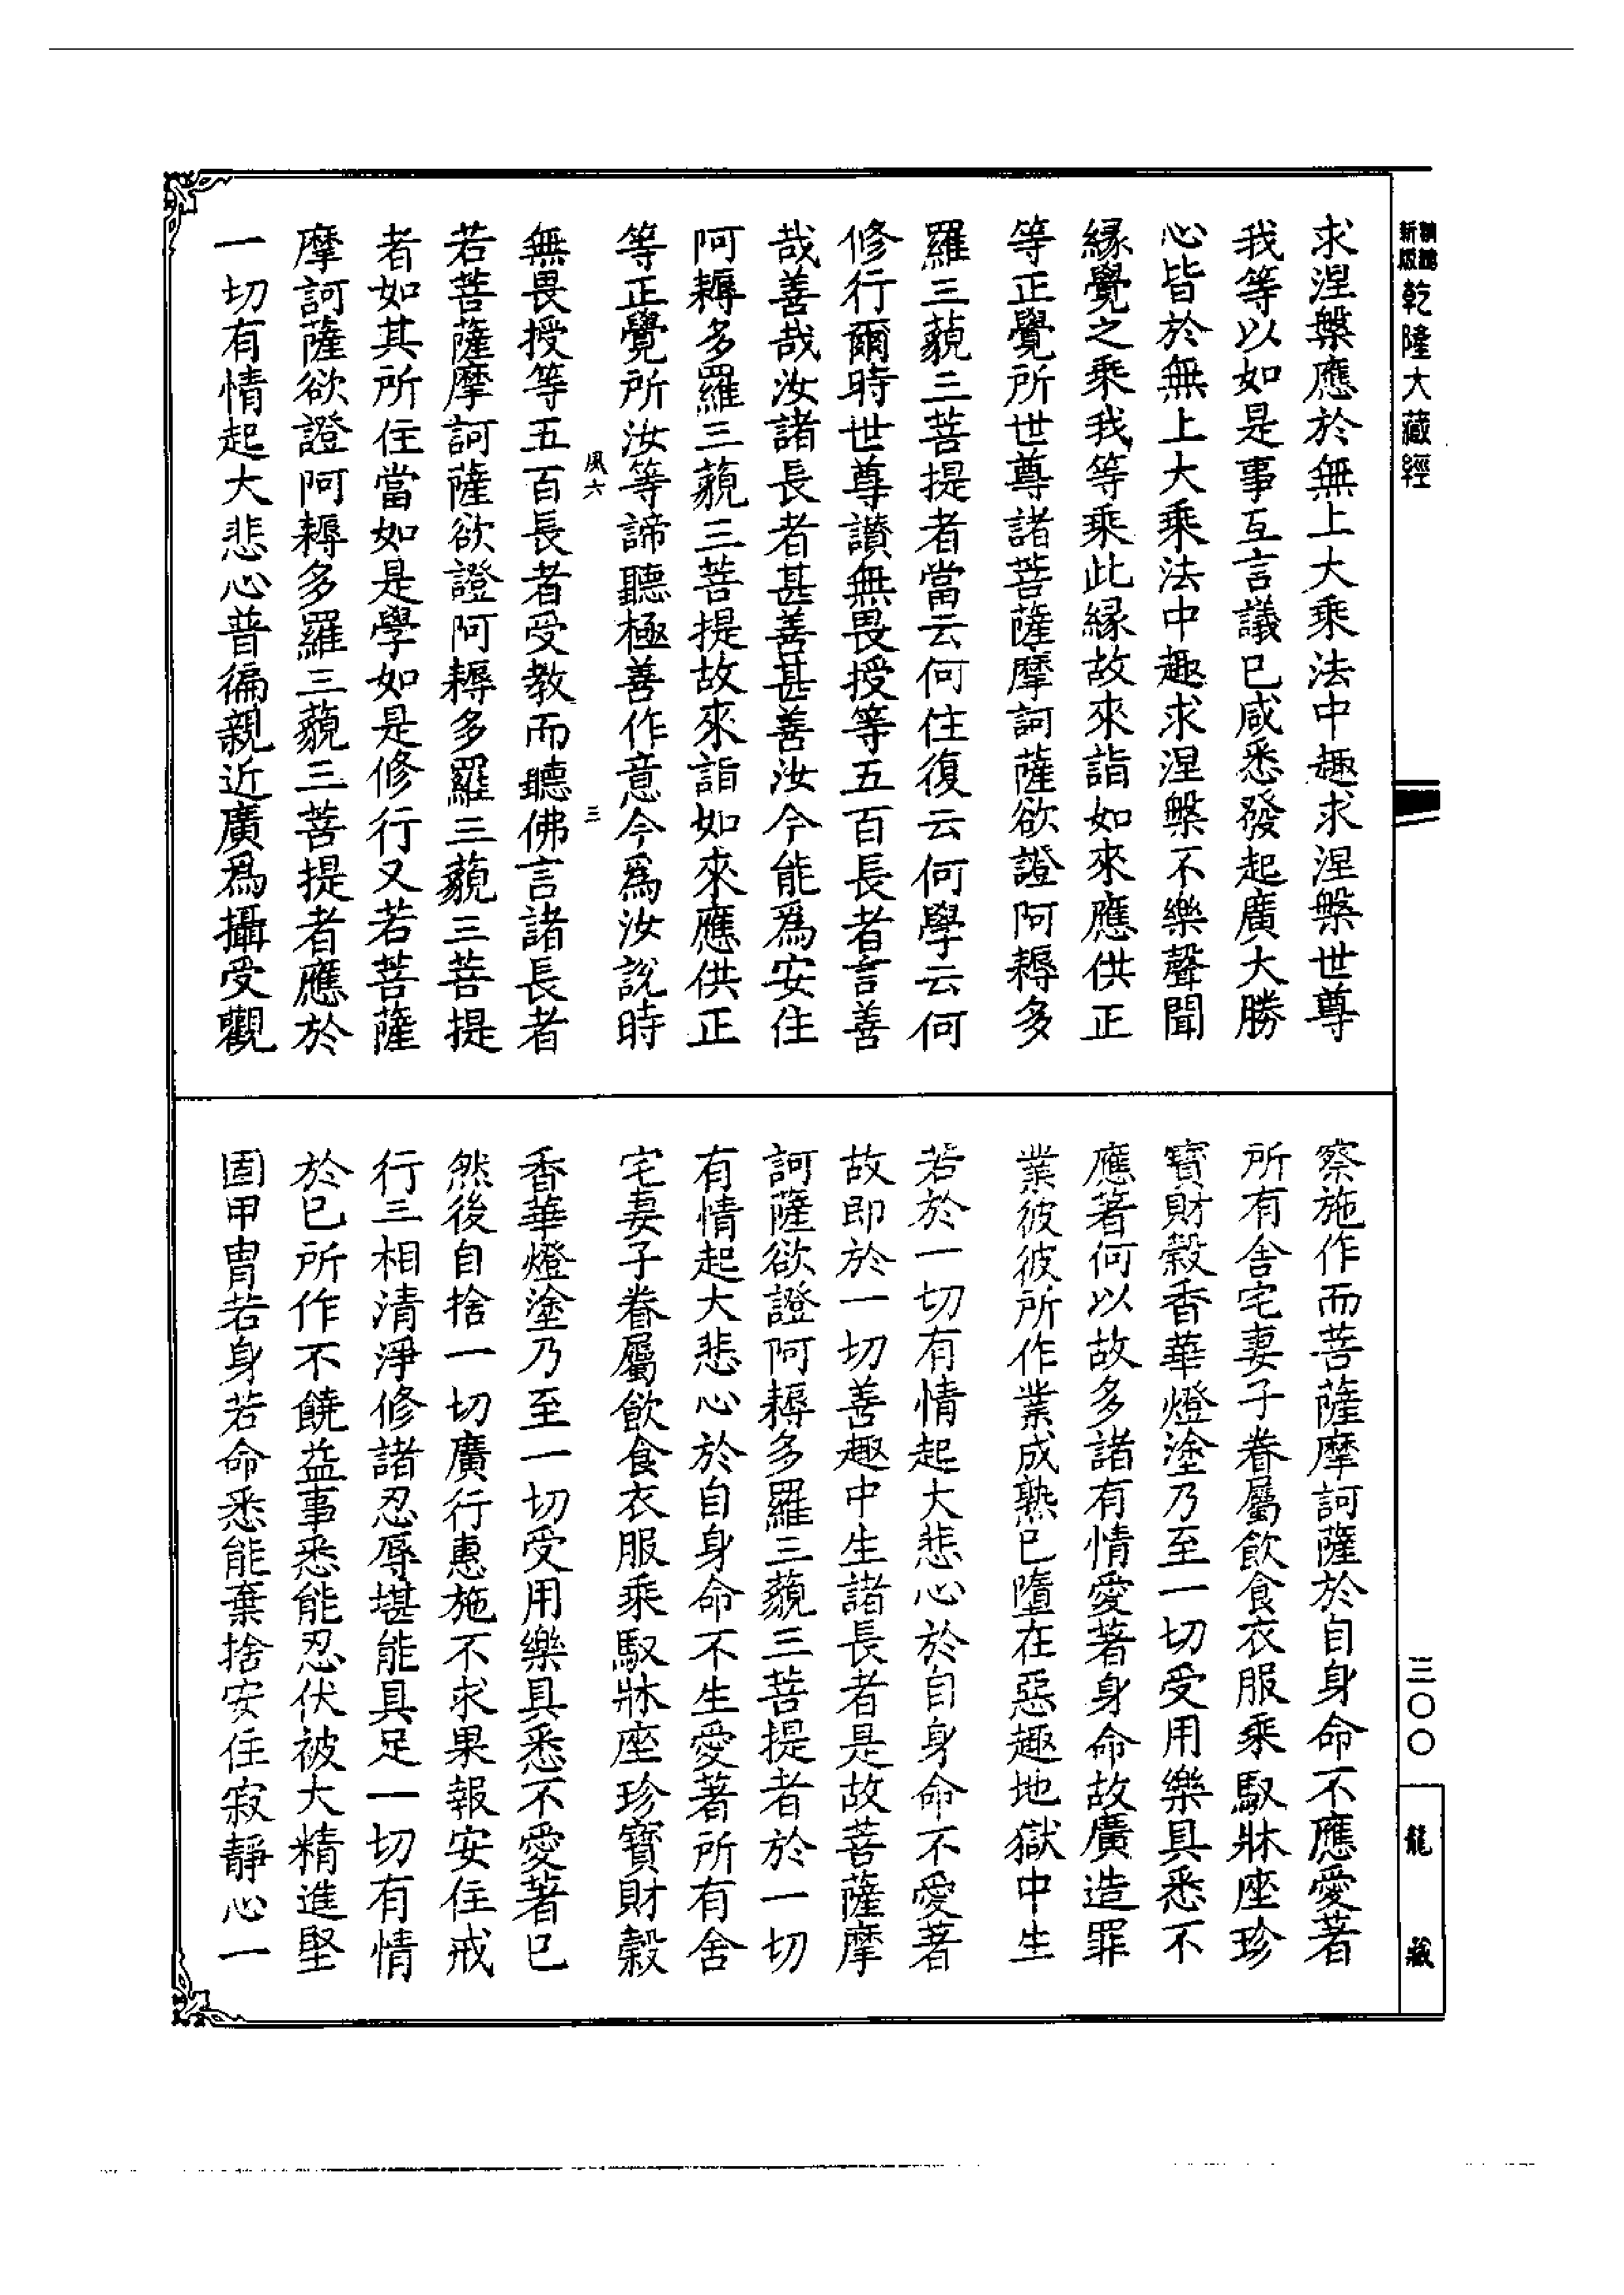 乾隆大藏經
求涅槃應於無上大乘法中趣求涅槃世尊
我等以如是事互言議已咸悉發起廣大勝
心皆於無上大乘法中趣求涅槃不樂聲聞
緣覺之乘我等乘此緣故來詣如來應供正
等正覺所世尊諸菩薩摩訶薩欲證阿耨多
羅三藐三菩提者當云何住復云何學云何
修行爾時世尊讚無畏授等五百長者言善
哉善哉汝諸長者甚善甚善汝今能爲安住
阿耨多羅三藐三菩提故來詣如來應供正
等正覺所汝等諦聽極善作意今爲汝說時
風六 三
無畏授等五百長者受教而聽佛言諸長者
若菩薩摩訶薩欲證阿耨多羅三藐三菩提
者如其所住當如是學如是修行又若菩薩
摩訶薩欲證阿耨多羅三藐三菩提者應於
一切有情起大悲心普徧親近廣爲攝受觀
察施作而菩薩摩訶薩於自身命不應愛著
所有舍宅妻子眷屬飲食衣服乘馭牀座珍
寶財穀香華燈塗乃至一切受用樂具悉不
應著何以故多諸有情愛著身命故廣造罪
業彼彼所作業成熟已墮在惡趣地獄中生
若於一切有情起大悲心於自身命不愛著
故即於一切善趣中生諸長者是故菩薩摩
訶薩欲證阿耨多羅三藐三菩提者於一切
有情起大悲心於自身命不生愛著所有舍
宅妻子眷屬飲食衣服乘馭牀座珍寶財穀
香華燈塗乃至一切受用樂具悉不愛著已
然後自捨一切廣行惠施不求果報安住戒
行三相清淨修諸忍辱堪能具足一切有情
於已所作不饒益事悉能忍伏被大精進堅
固甲冑若身若命悉能棄捨安住寂靜心一
三〇〇
龍藏